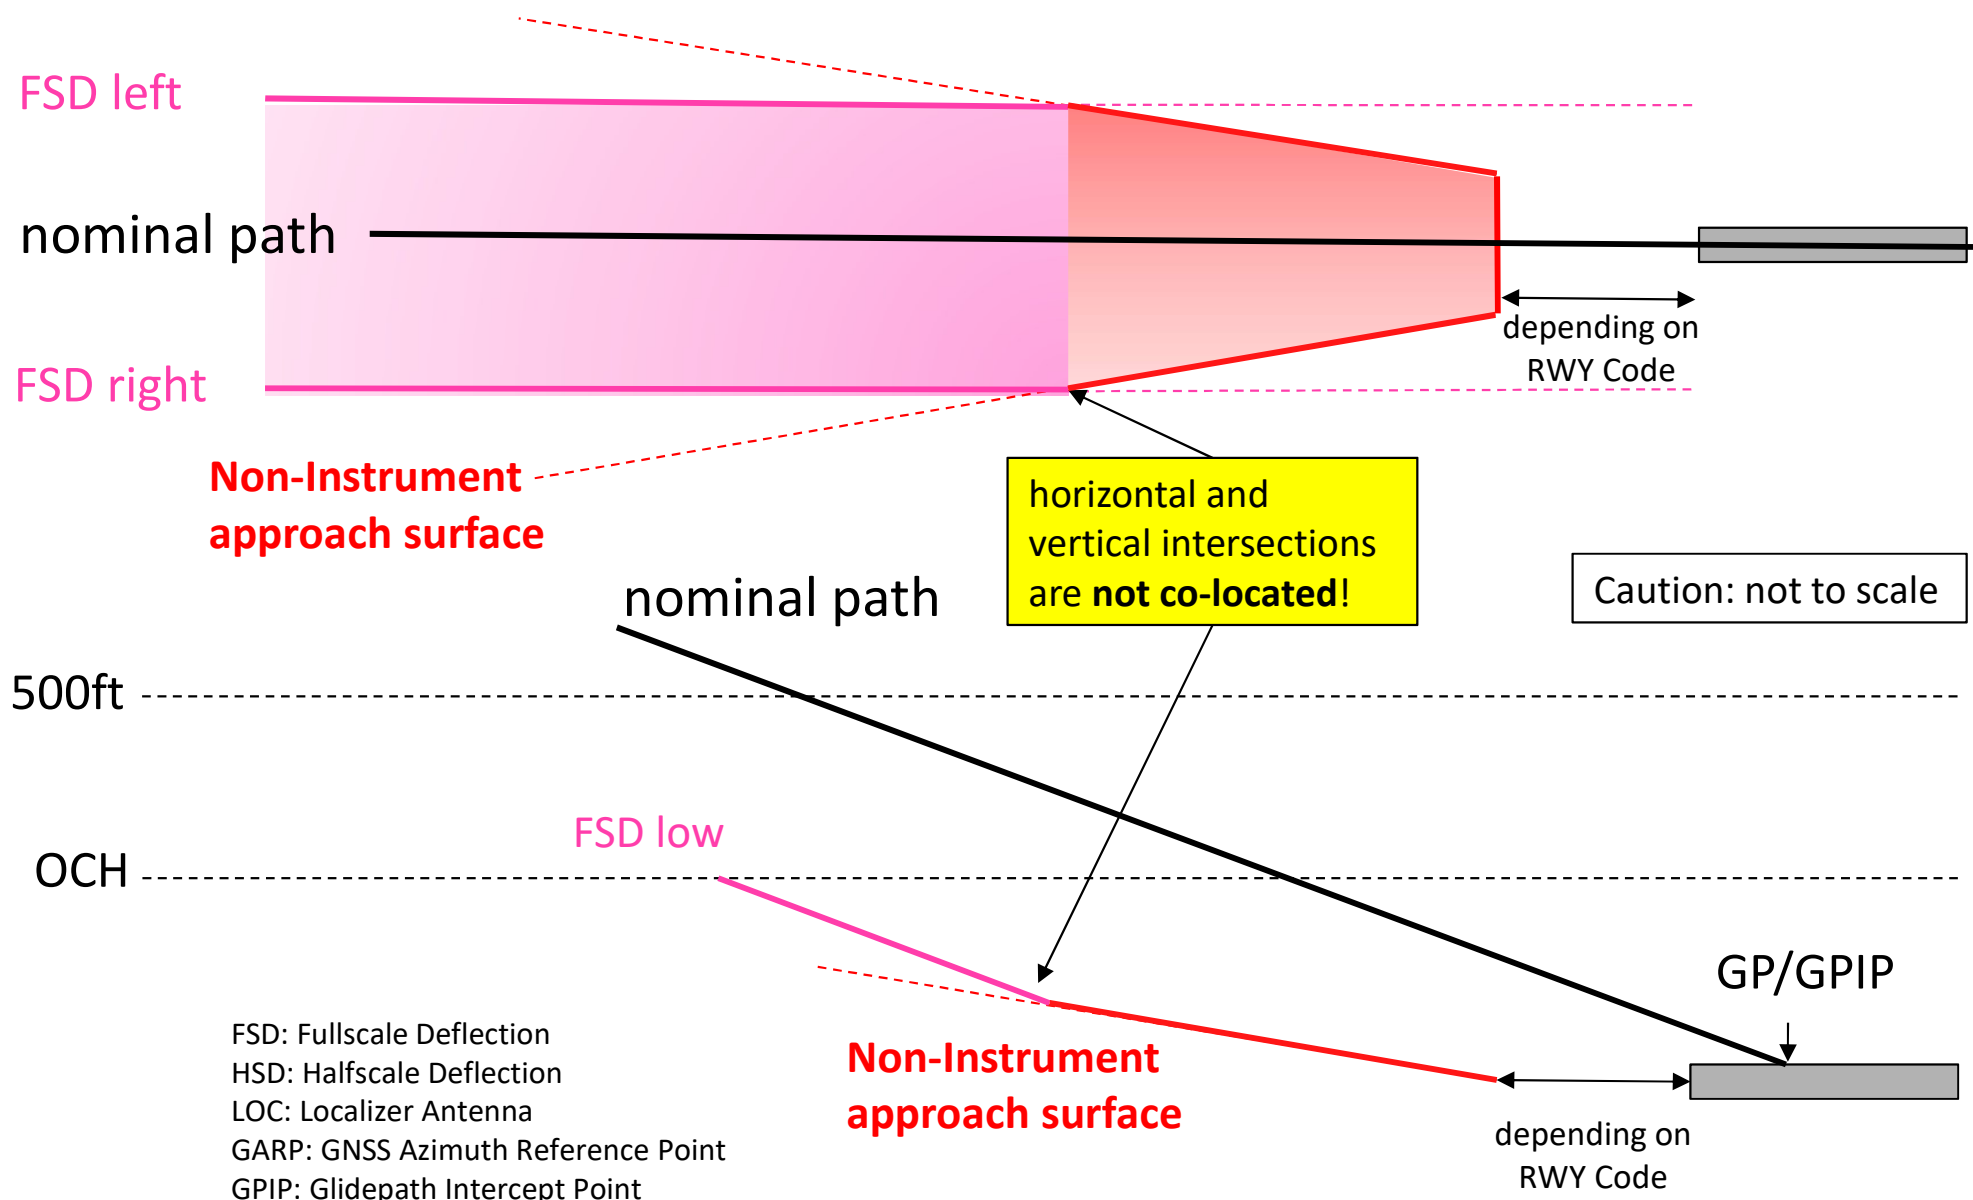 FSD left
nominal path
depending on
RWY Code
FSD right
Non-Instrument
approach surface
horizontal and
vertical intersections
are not co-located!
Caution: not to scale
nominal path
500ft
FSD low
OCH
GP/GPIP
FSD: Fullscale Deflection
HSD: Halfscale Deflection
LOC: Localizer Antenna
GARP: GNSS Azimuth Reference Point
GPIP: Glidepath Intercept Point
Non-Instrument
approach surface
depending on
RWY Code